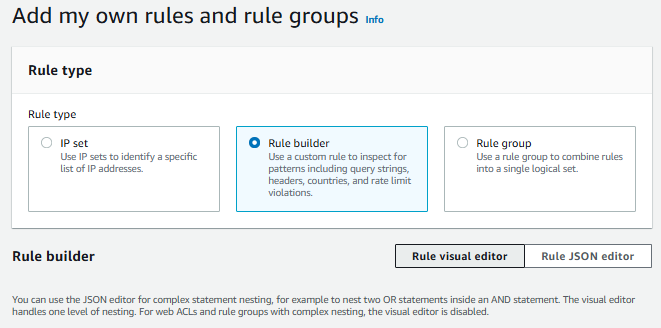 Add my own rules and rule groups Info
Rule type
Rule type
IP set
Use IP sets to identify a specific
list of IP addresses.
Rule builder
Use a custom rule to inspect for
patterns including query strings,
headers, countries, and rate limit
violations.
Rule group
Use a rule group to combine rules
into a single logical set.
Rule builder
Rule visual editor
Rule JSON editor
You can use the JSON editor for complex statement nesting, for example to nest two OR statements inside an AND statement. The visual editor
handles one level of nesting. For web ACLs and rule groups with complex nesting, the visual editor is disabled.